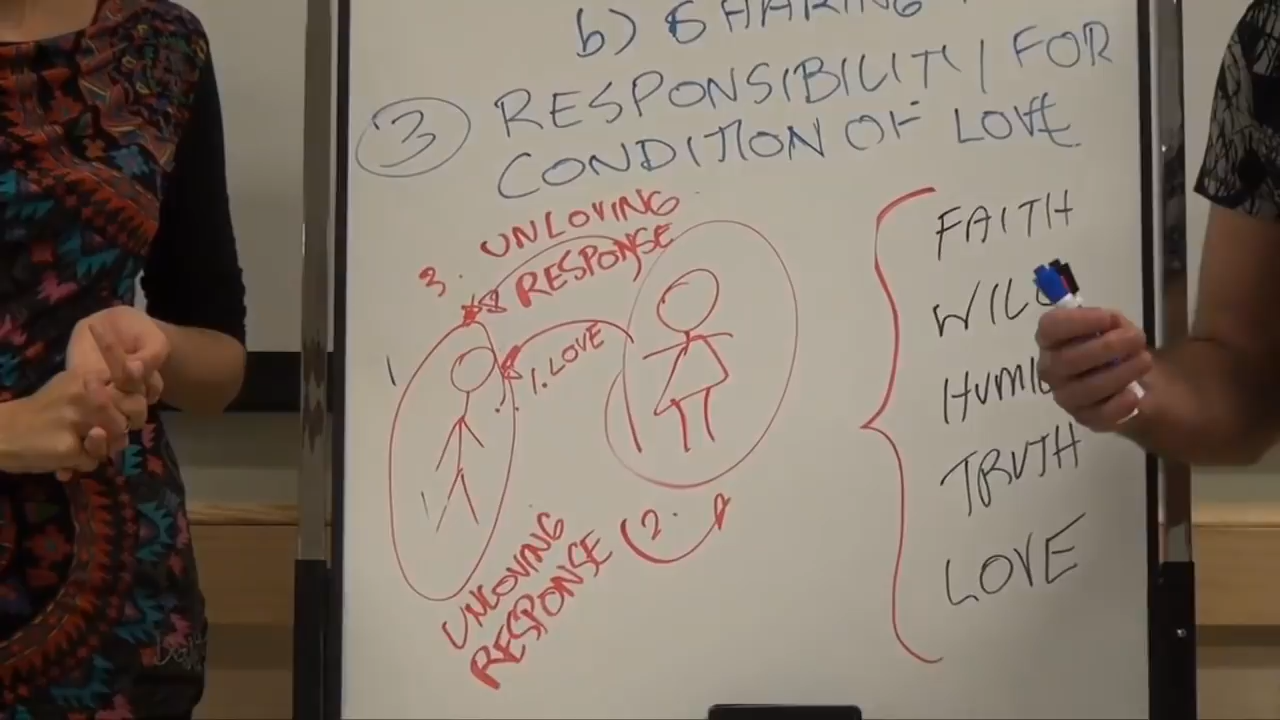 b) SHARING
3 RESPONSIBILITY FOR
CONDITION OF LOVE
3. UNLOVING
RESPONSE
1. LOVE
UNLOVING
RESPONSE
2.
FAITH
TRUTH
LOVE